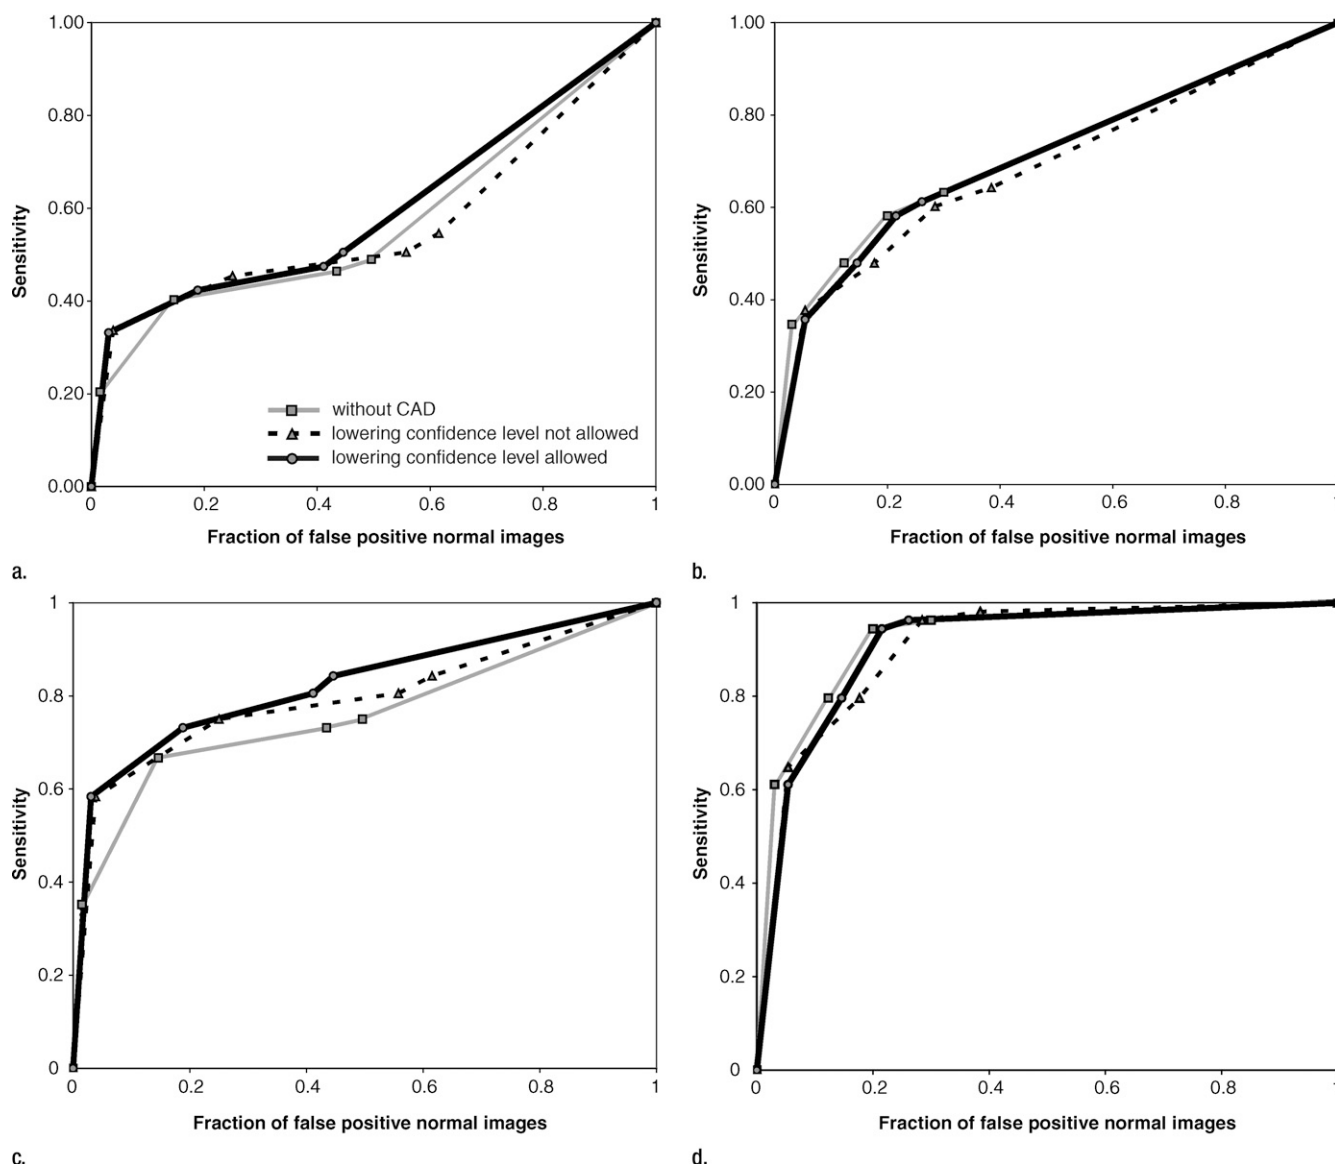 1.00
0.80
0.60
0.40
0.20
0.00
Sensitivity
without CAD
lowering confidence level not allowed
lowering confidence level allowed
0 0.2 0.4 0.6 0.8 1
Fraction of false positive normal images
a.
1.00
0.80
0.60
0.40
0.20
0.00
Sensitivity
0 0.2 0.4 0.6 0.8
Fraction of false positive normal images
b.
1
0.8
0.6
0.4
0.2
0
Sensitivity
0 0.2 0.4 0.6 0.8 1
Fraction of false positive normal images
c.
1
0.8
0.6
0.4
0.2
0
Sensitivity
0 0.2 0.4 0.6 0.8
Fraction of false positive normal images
d.